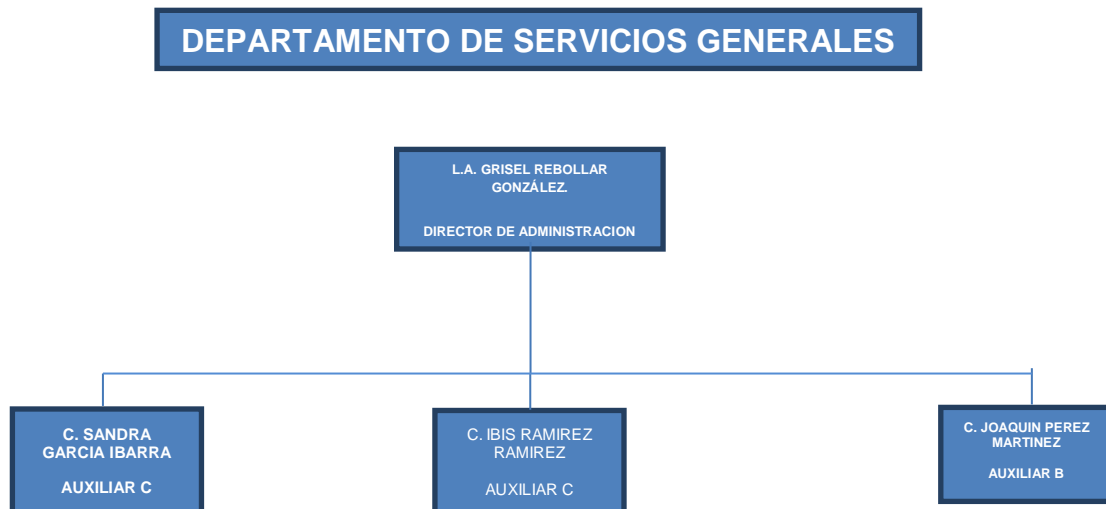 DEPARTAMENTO DE SERVICIOS GENERALES
L.A. GRISEL REBOLLAR
GONZÁLEZ.
DIRECTOR DE ADMINISTRACION
C. SANDRA
GARCIA IBARRA
AUXILIAR C
C. IBIS RAMIREZ
RAMIREZ
AUXILIAR C
C. JOAQUIN PEREZ
MARTINEZ
AUXILIAR B